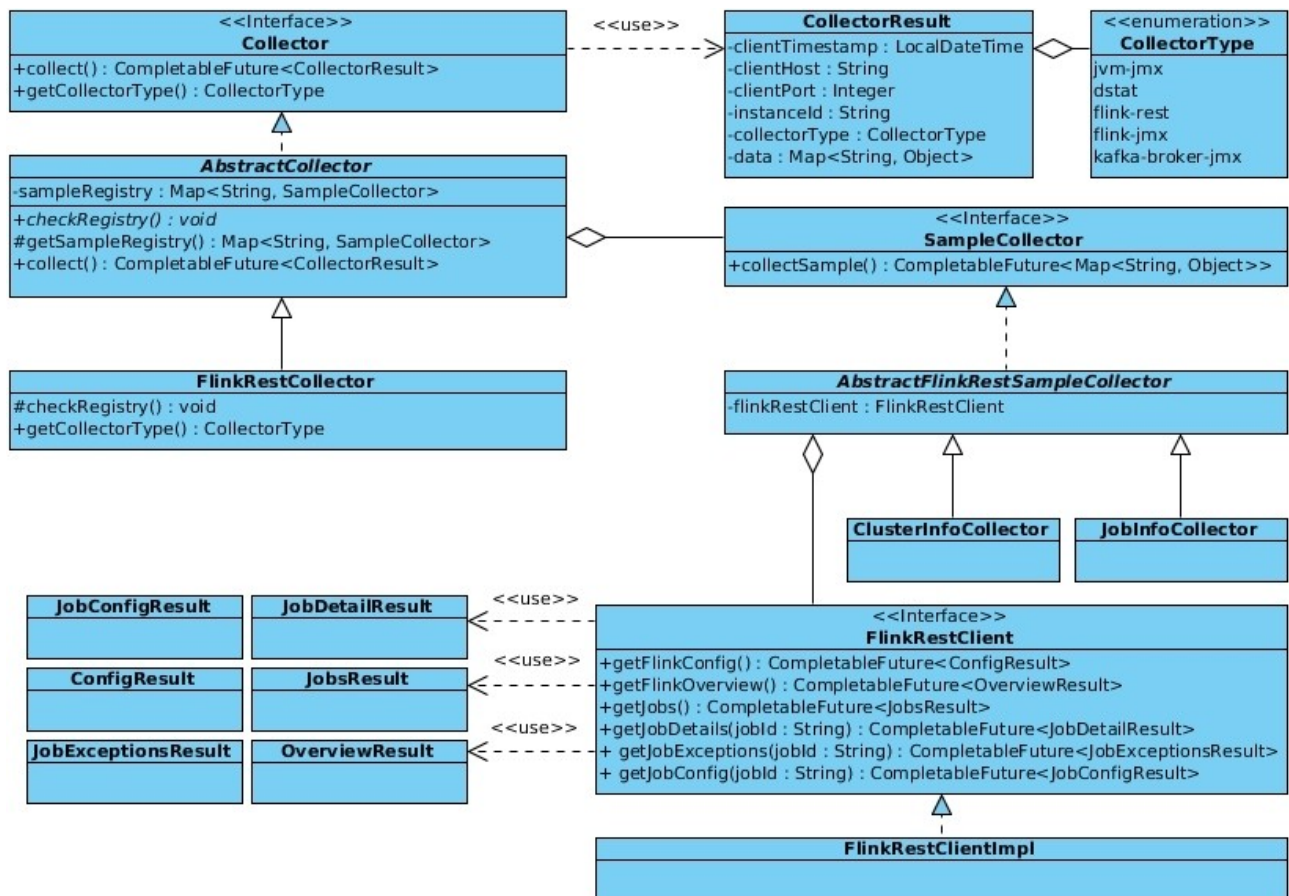 <<Interface>>
Collector
+collect() : CompletableFuture<CollectorResult>
+getCollectorType() : CollectorType
<<use>>
CollectorResult
-clientTimestamp : LocalDateTime
-clientHost : String
-clientPort : Integer
-instanceId : String
-collectorType : CollectorType
-data : Map<String, Object>
<<enumeration>>
CollectorType
jvm-jmx
dstat
flink-rest
flink-jmx
kafka-broker-jmx
AbstractCollector
-sampleRegistry : Map<String, SampleCollector>
+checkRegistry() : void
#getSampleRegistry() : Map<String, SampleCollector>
+collect() : CompletableFuture<CollectorResult>
<<Interface>>
SampleCollector
+collectSample() : CompletableFuture<Map<String, Object>>
FlinkRestCollector
#checkRegistry() : void
+getCollectorType() : CollectorType
AbstractFlinkRestSampleCollector
-flinkRestClient : FlinkRestClient
ClusterInfoCollector
JobInfoCollector
JobConfigResult
JobDetailResult
ConfigResult
JobsResult
JobExceptionsResult
OverviewResult
<<use>>
<<use>>
<<use>>
<<Interface>>
FlinkRestClient
+getFlinkConfig() : CompletableFuture<ConfigResult>
+getFlinkOverview() : CompletableFuture<OverviewResult>
+getJobs() : CompletableFuture<JobsResult>
+getJobDetails(jobId : String) : CompletableFuture<JobDetailResult>
+ getJobExceptions(jobId : String) : CompletableFuture<JobExceptionsResult>
+ getJobConfig(jobId : String) : CompletableFuture<JobConfigResult>
FlinkRestClientImpl